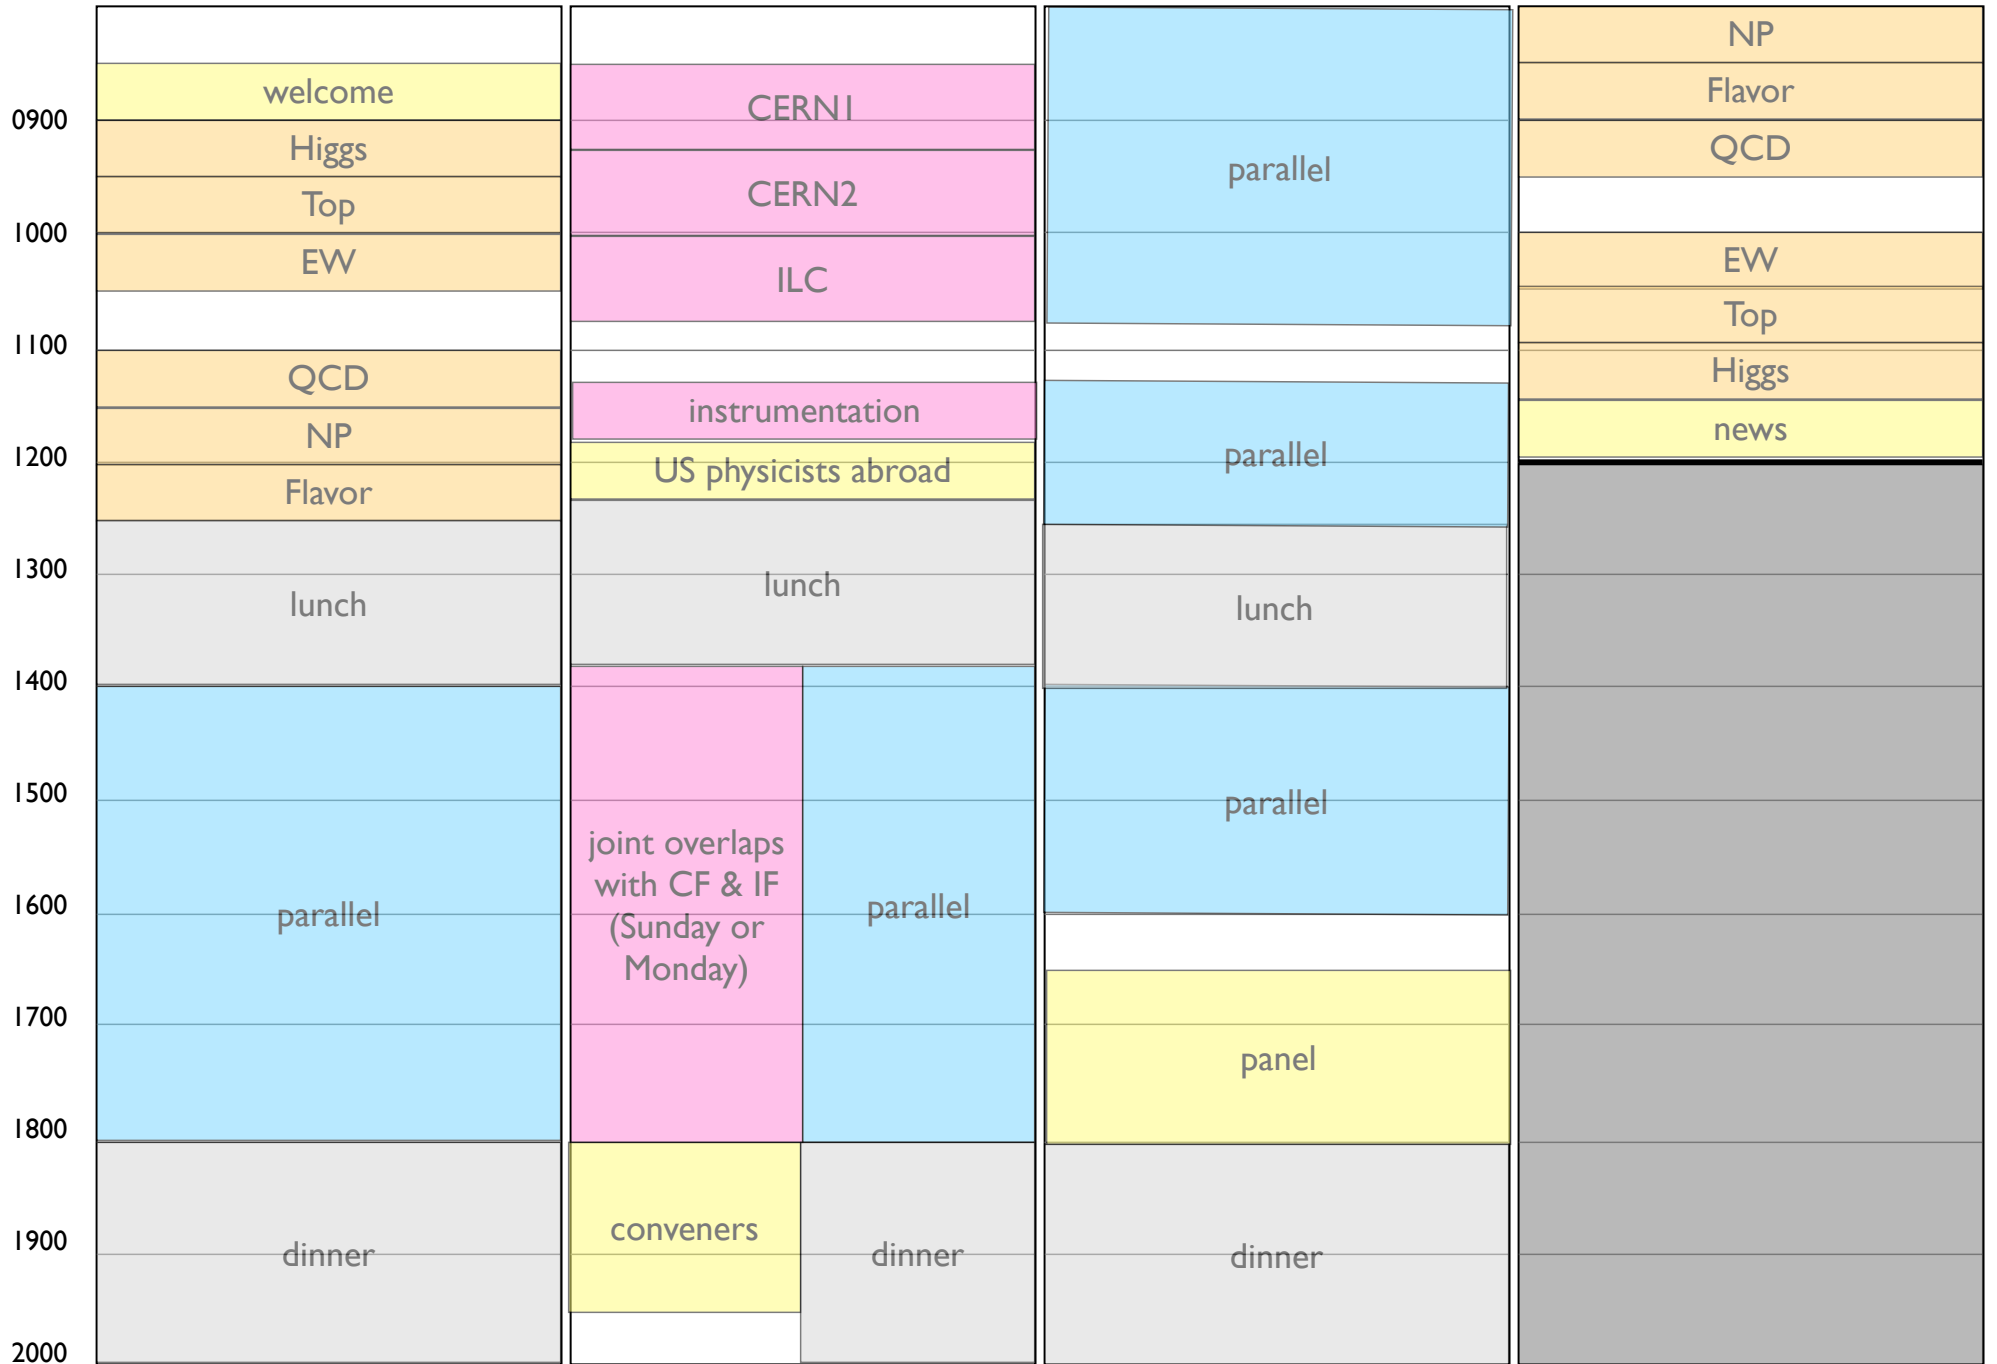 0900
1000
1100
1200
1300
1400
1500
1600
1700
1800
1900
2000
welcome
Higgs
Top
EW
QCD
NP
Flavor
lunch
parallel
dinner
CERN1
CERN2
ILC
instrumentation
US physicists abroad
lunch
joint overlaps
with CF & IF
(Sunday or
Monday)
parallel
conveners
dinner
parallel
parallel
lunch
parallel
panel
dinner
NP
Flavor
QCD
EW
Top
Higgs
news